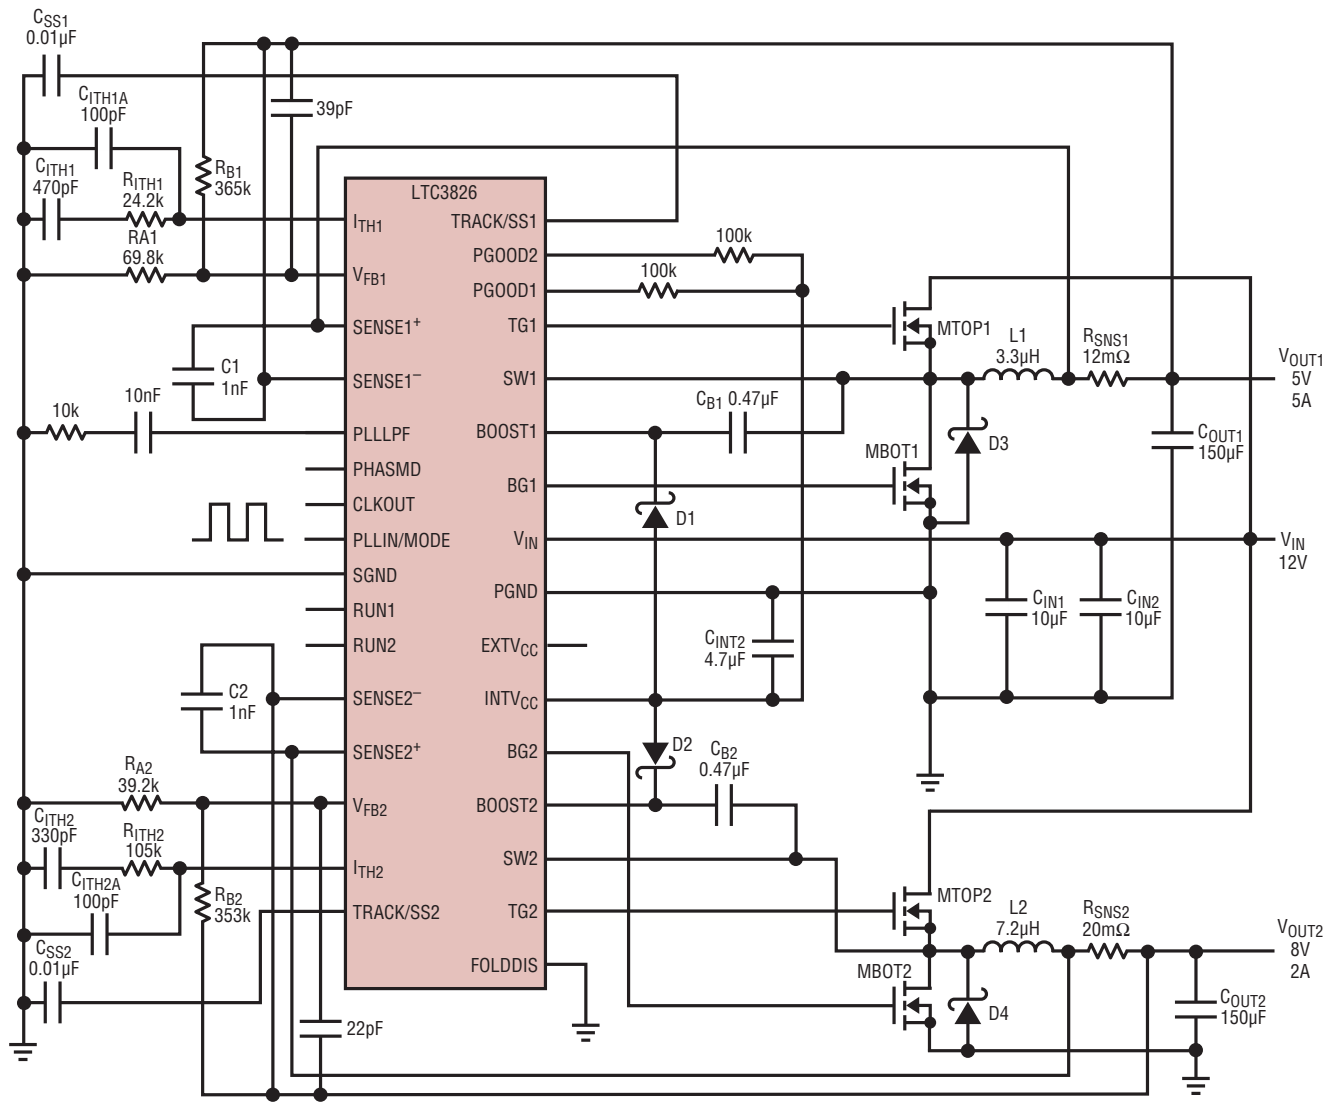 CSS1
0.01µF
CITH1A
100pF
39pF
CITH1
470pF
RITH1
24.2k
RB1
365k
RA1
69.8k
LTC3826
ITH1
VFB1
SENSE1+
SENSE1–
PLLLPF
PHASMD
CLKOUT
PLLIN/MODE
SGND
RUN1
RUN2
SENSE2–
SENSE2+
VFB2
ITH2
TRACK/SS2
TRACK/SS1
PGOOD2
PGOOD1
TG1
SW1
BOOST1
BG1
VIN
PGND
EXTVCC
INTVCC
BG2
BOOST2
SW2
TG2
FOLDDIS
C1
1nF
10k
10nF
C2
1nF
RA2
39.2k
CITH2
330pF
RITH2
105k
CITH2A
100pF
RB2
353k
CSS2
0.01µF
22pF
100k
100k
MTOP1
L1
3.3µH
RSNS1
12mΩ
VOUT1
5V
5A
CB1 0.47µF
MBOT1
D3
COUT1
150µF
D1
VIN
12V
CIN1
10µF
CIN2
10µF
CINT2
4.7µF
D2
CB2
0.47µF
MTOP2
L2
7.2µH
RSNS2
20mΩ
VOUT2
8V
2A
MBOT2
D4
COUT2
150µF